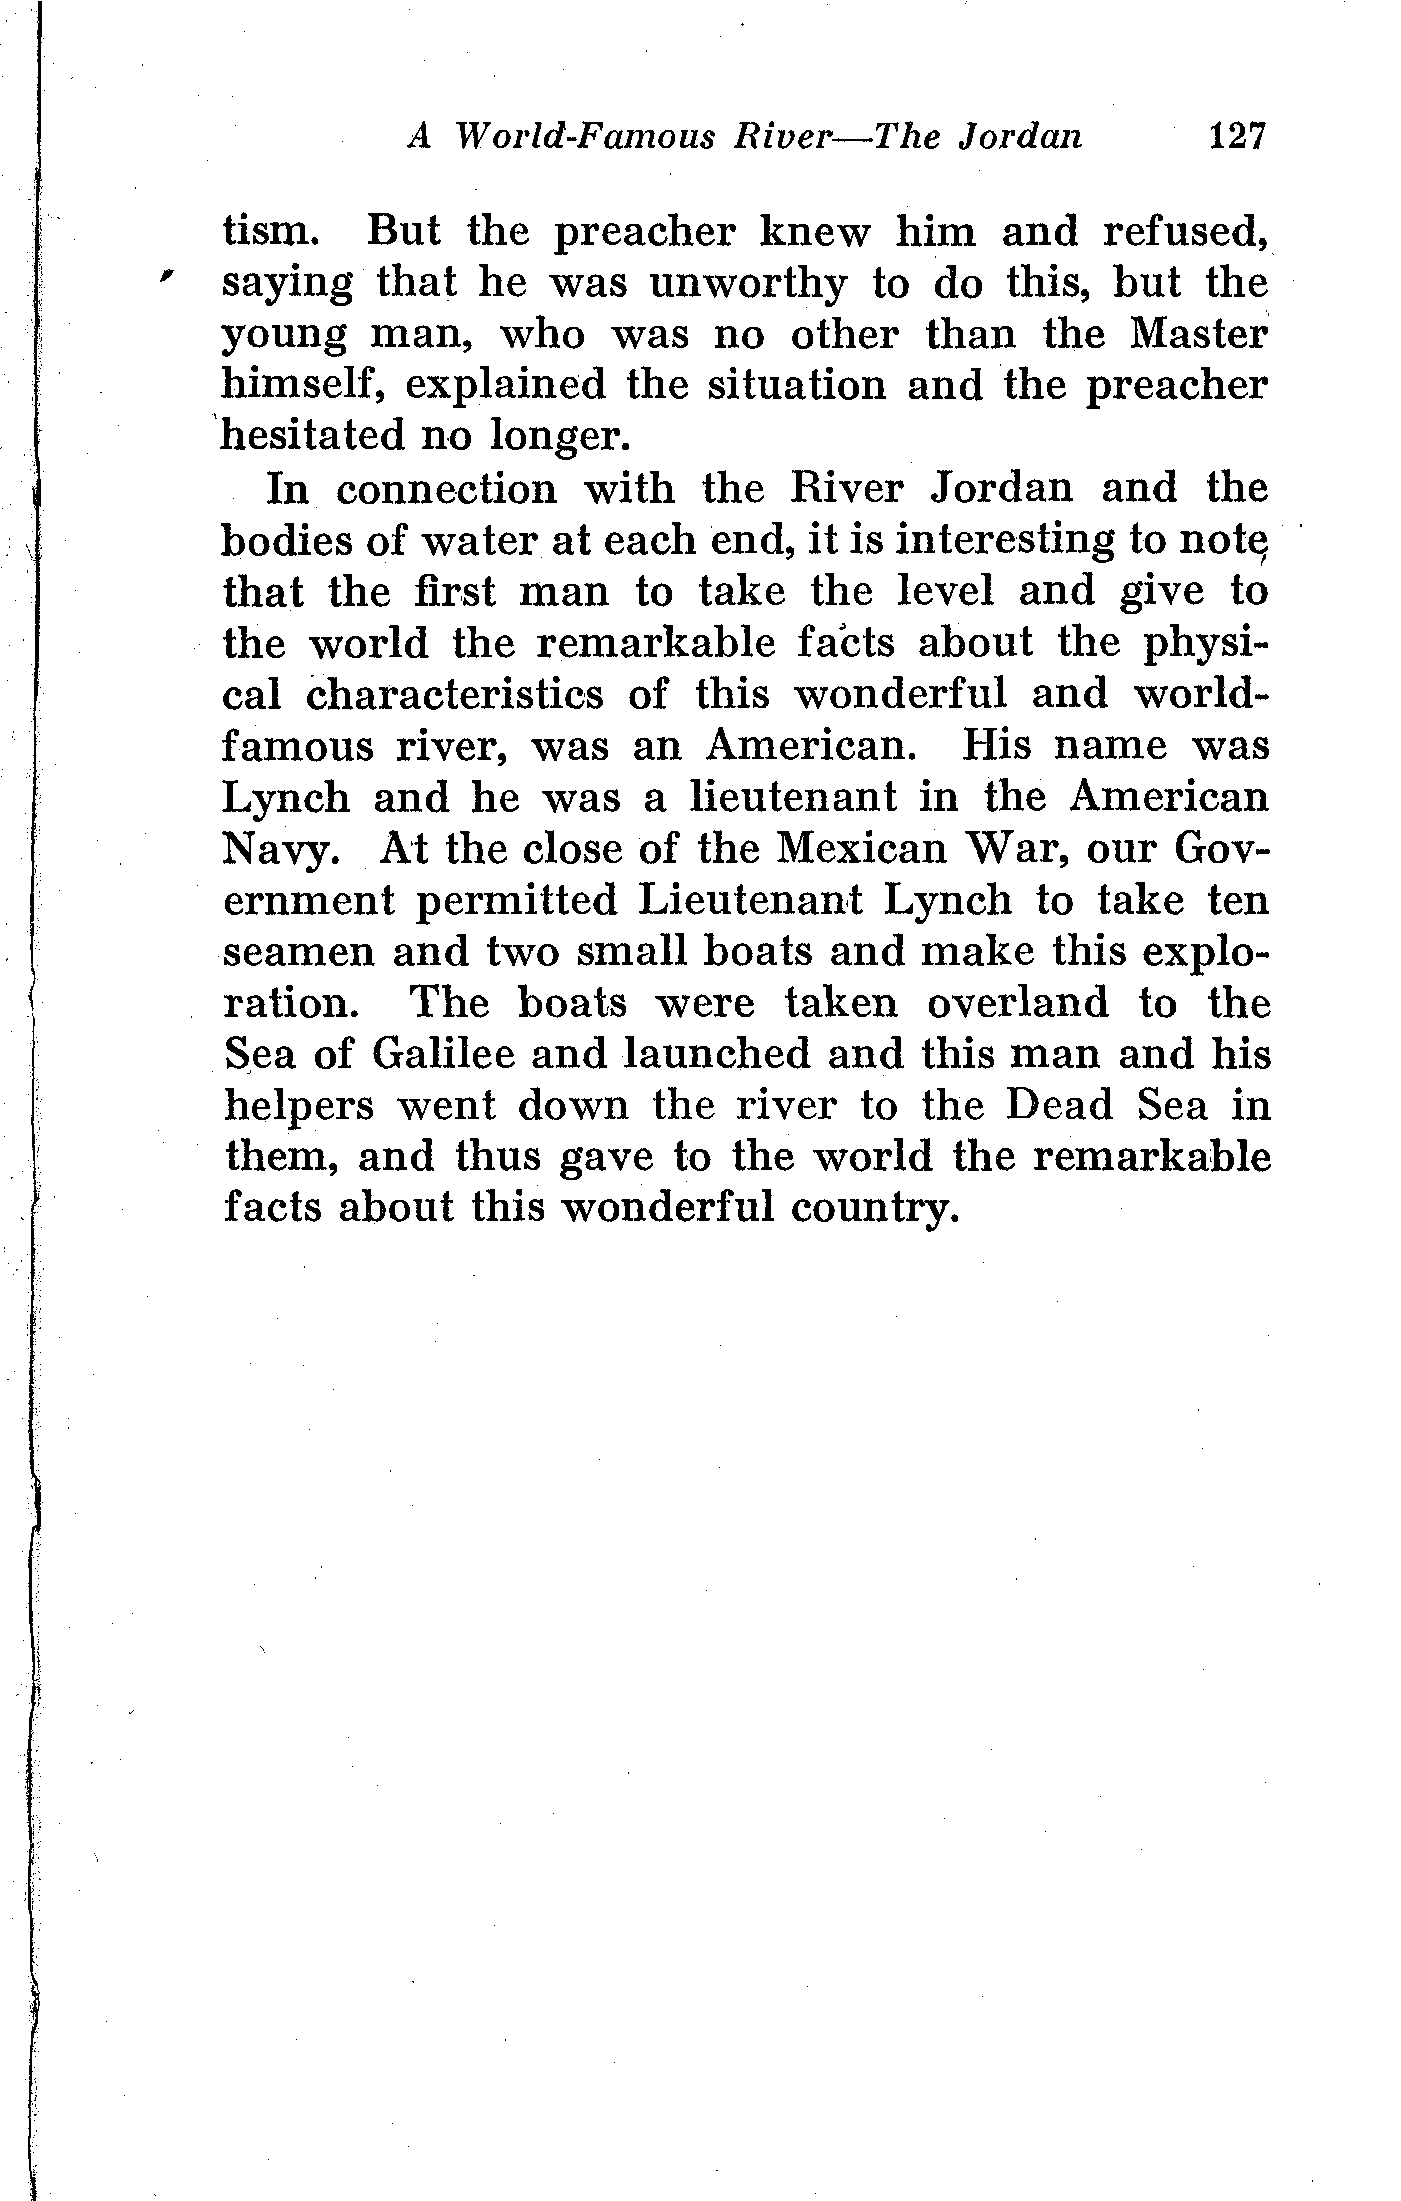 A World-Famous River—The Jordan 127
tism. But the preacher knew him and refused,
saying that he was unworthy to do this, but the
young man, who was no other than the Master
himself, explained the situation and the preacher
hesitated no longer.
In connection with the River Jordan and the
bodies of water at each end, it is interesting to note
that the first man to take the level and give to
the world the remarkable facts about the physi-
cal characteristics of this wonderful and world-
famous river, was an American. His name was
Lynch and he was a lieutenant in the American
Navy. At the close of the Mexican War, our Gov-
ernment permitted Lieutenant Lynch to take ten
seamen and two small boats and make this explo-
ration. The boats were taken overland to the
Sea of Galilee and launched and this man and his
helpers went down the river to the Dead Sea in
them, and thus gave to the world the remarkable
facts about this wonderful country.